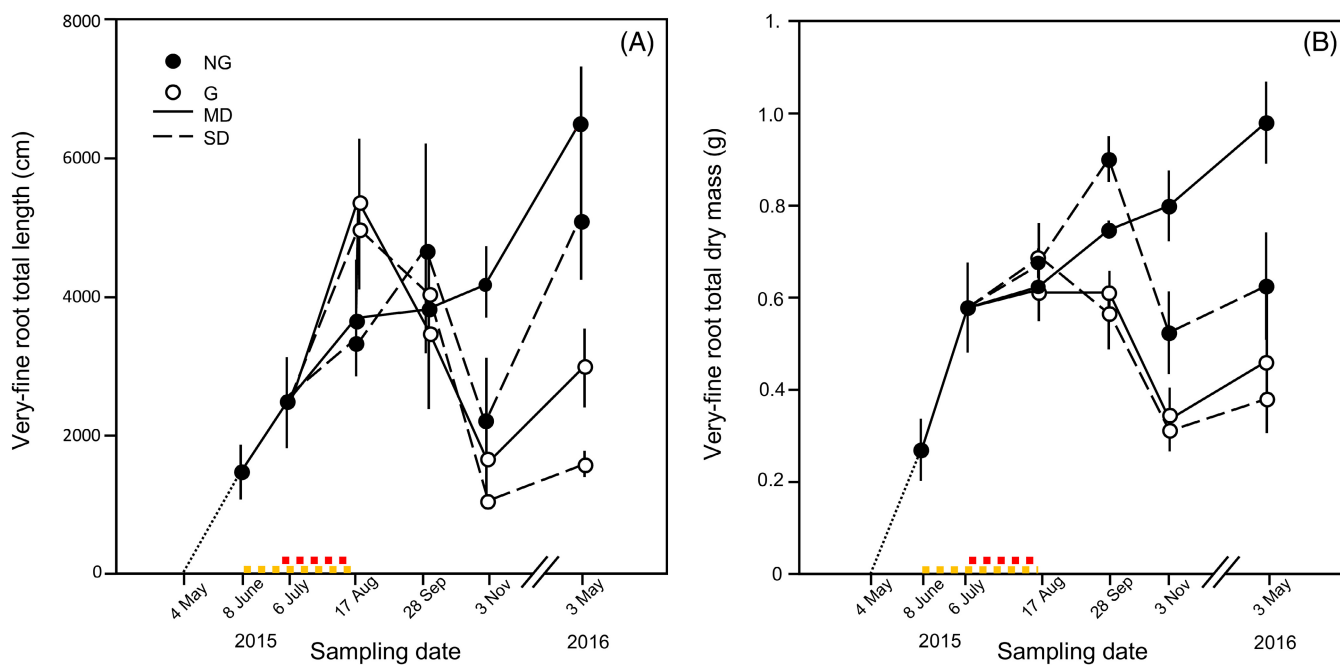 (A)
8000
6000
4000
2000
0
Very-fine root total length (cm)
NG
G
MD
SD
4 May
8 June
6 July
17 Aug
28 Sep
3 Nov
3 May
2015
2016
Sampling date
(B)
1.
1.0
0.8
0.6
0.4
0.2
0
Very-fine root total dry mass (g)
4 May
8 June
6 July
17 Aug
28 Sep
3 Nov
3 May
2015
2016
Sampling date